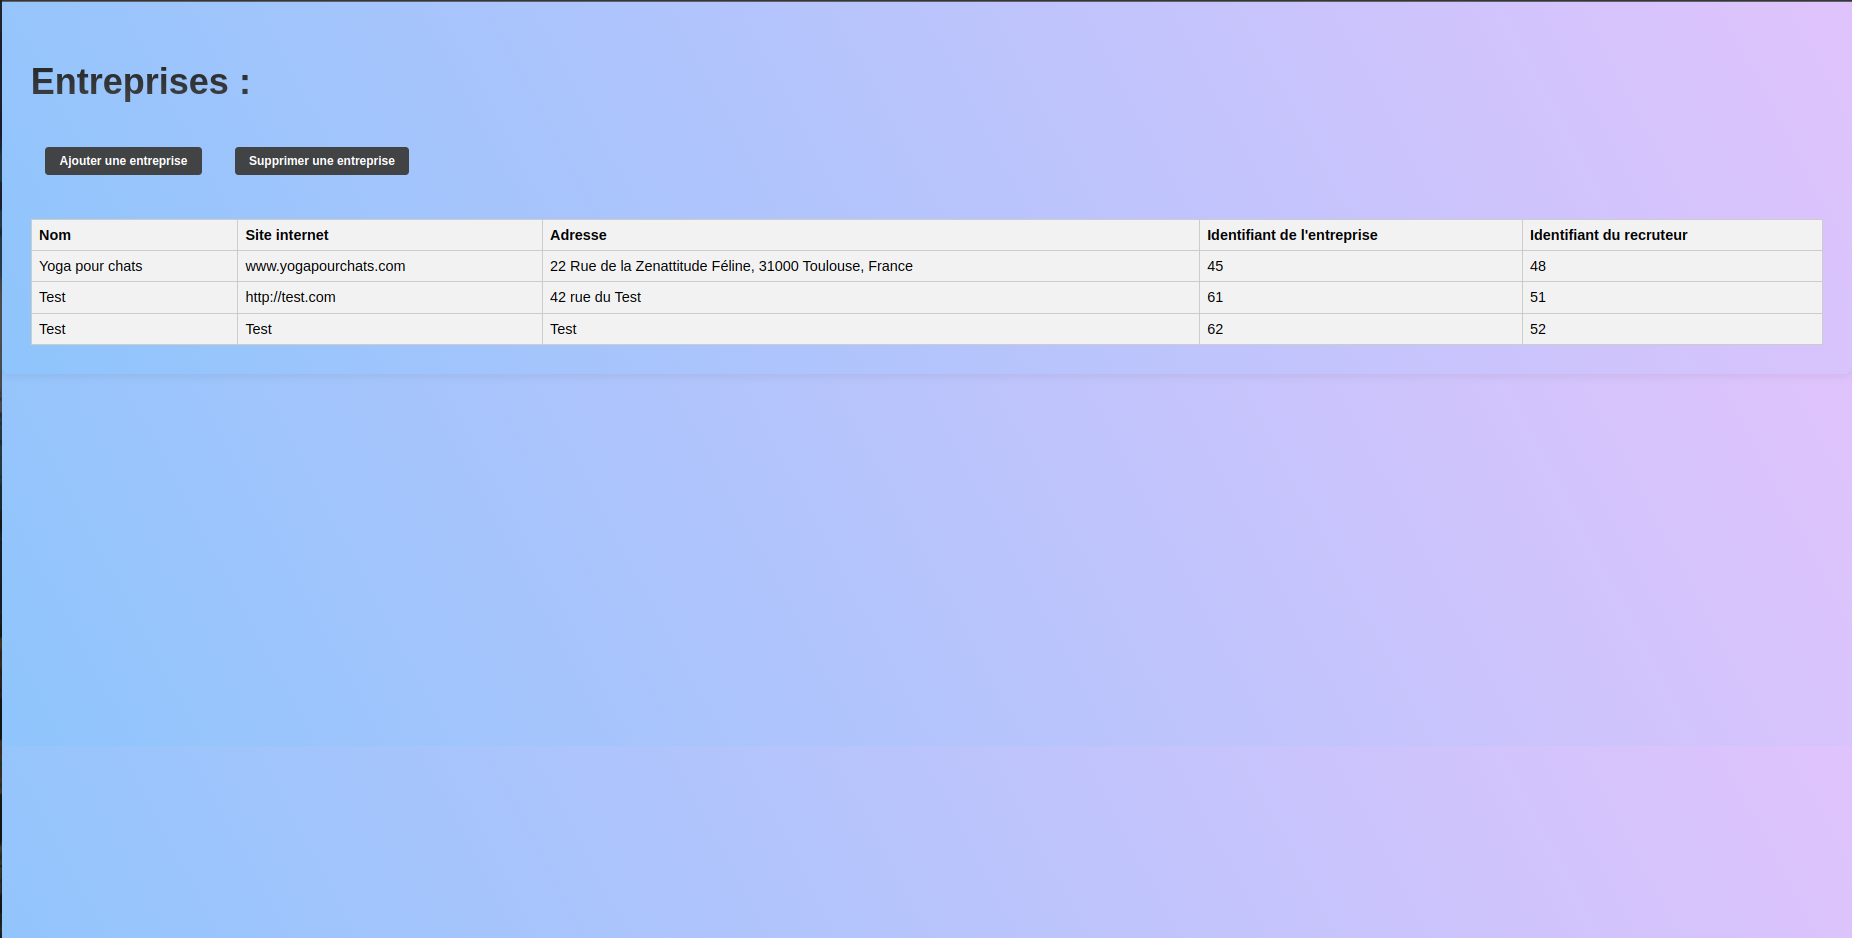 Entreprises :
Ajouter une entreprise Supprimer une entreprise
Nom Site internet Adresse Identifiant de l'entreprise Identifiant du recruteur
Yoga pour chats www.yogapourchats.com 22 Rue de la Zenattitude Féline, 31000 Toulouse, France 45 48
Test http://test.com 42 rue du Test 61 51
Test Test Test 62 52